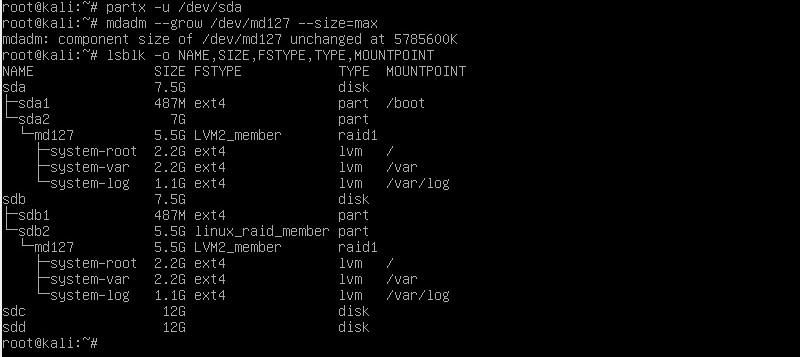 root@kali:~# partx -u /dev/sda
root@kali:~# mdadm --grow /dev/md127 --size=max
mdadm: component size of /dev/md127 unchanged at 5785600K
root@kali:~# lsblk -o NAME,SIZE,FSTYPE,TYPE,MOUNTPOINT
NAME                SIZE FSTYPE            TYPE  MOUNTPOINT
sda                 7.5G                   disk
├─sda1              487M ext4              part  /boot
└─sda2                7G                   part
  └─md127           5.5G LVM2_member       raid1
    ├─system-root   2.2G ext4              lvm   /
    ├─system-var    2.2G ext4              lvm   /var
    └─system-log    1.1G ext4              lvm   /var/log
sdb                 7.5G                   disk
├─sdb1              487M ext4              part
└─sdb2              5.5G linux_raid_member part
  └─md127           5.5G LVM2_member       raid1
    ├─system-root   2.2G ext4              lvm   /
    ├─system-var    2.2G ext4              lvm   /var
    └─system-log    1.1G ext4              lvm   /var/log
sdc                  12G                   disk
sdd                  12G                   disk
root@kali:~#